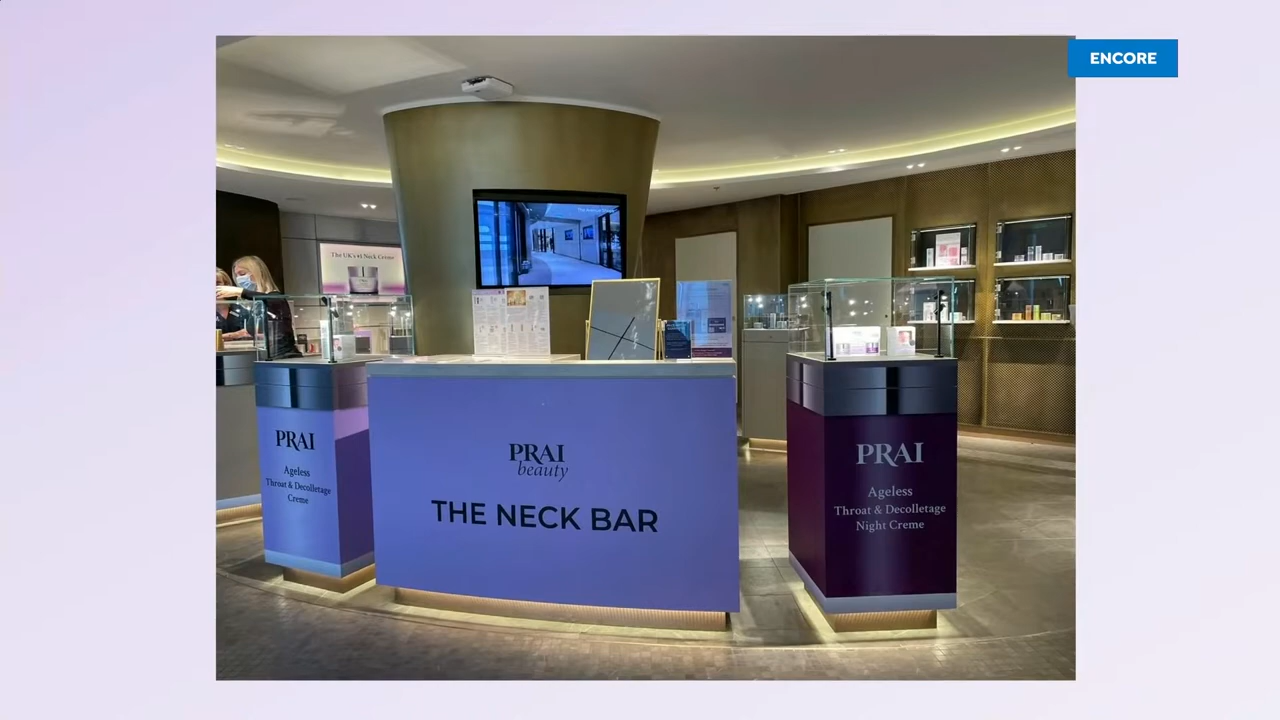 ENCORE
The UK's #1 Neck Creme
PRAI
Ageless
Throat & Decolletage
Creme
PRAI
beauty
THE NECK BAR
PRAI
Ageless
Throat & Decolletage
Night Creme